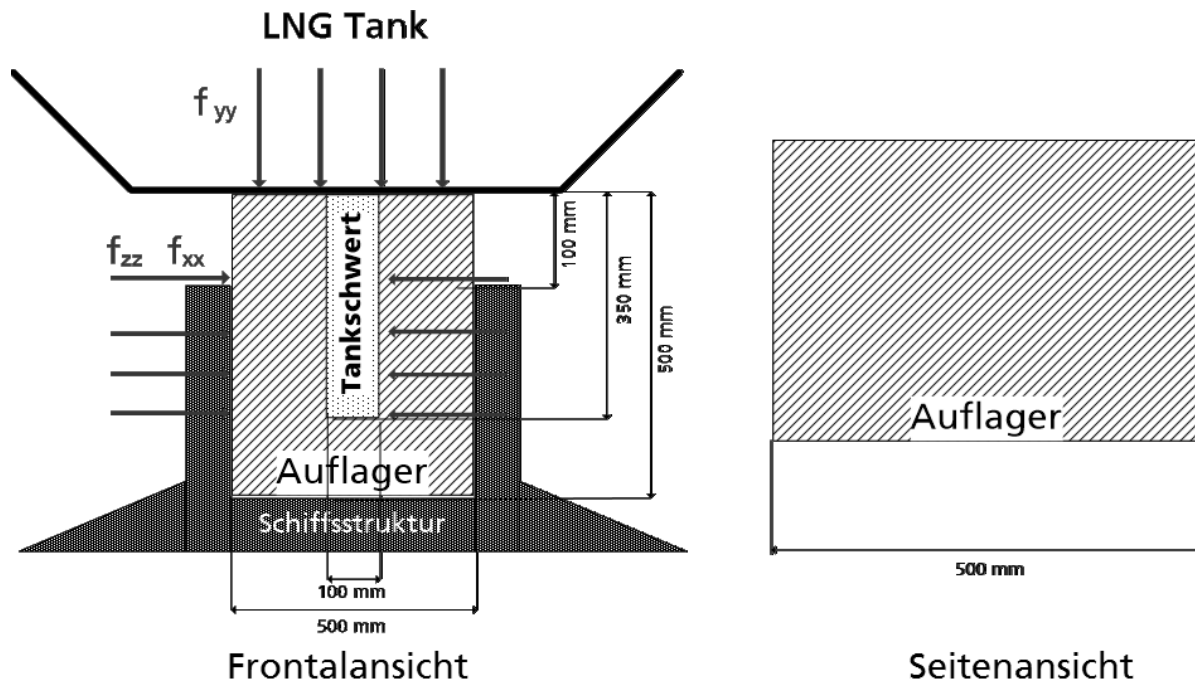 LNG Tank
f yy
f zz f xx
Tankschwert
100 mm
350 mm
500 mm
Auflager
Schiffsstruktur
100 mm
500 mm
Frontalansicht
Auflager
500 mm
Seitenansicht